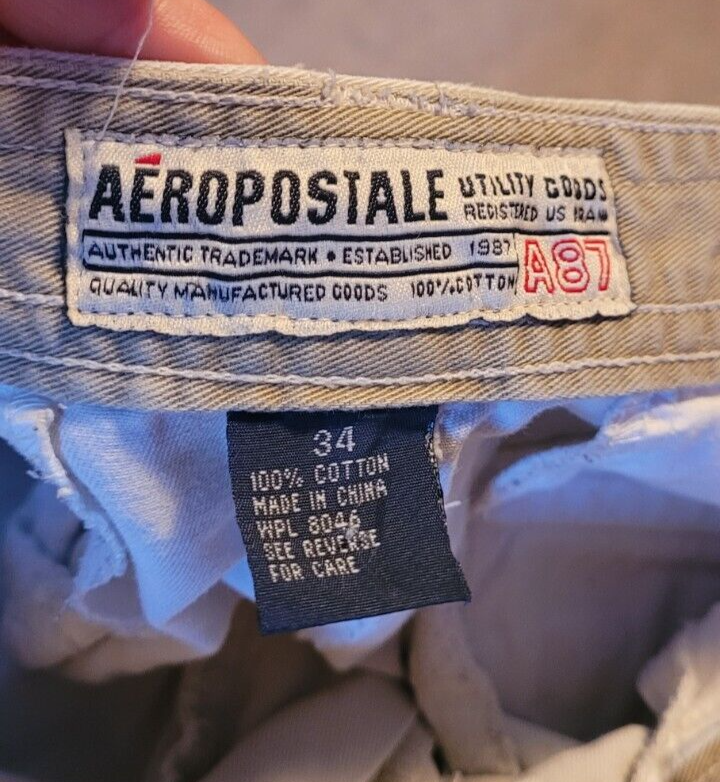 AÉROPOSTALE UTILITY GOODS
REGISTERED US
AUTHENTIC TRADEMARK • ESTABLISHED 1987
A87
QUALITY MANUFACTURED GOODS 100% COTTON
34
100% COTTON
MADE IN CHINA
WPL 8046
SEE REVERSE
FOR CARE